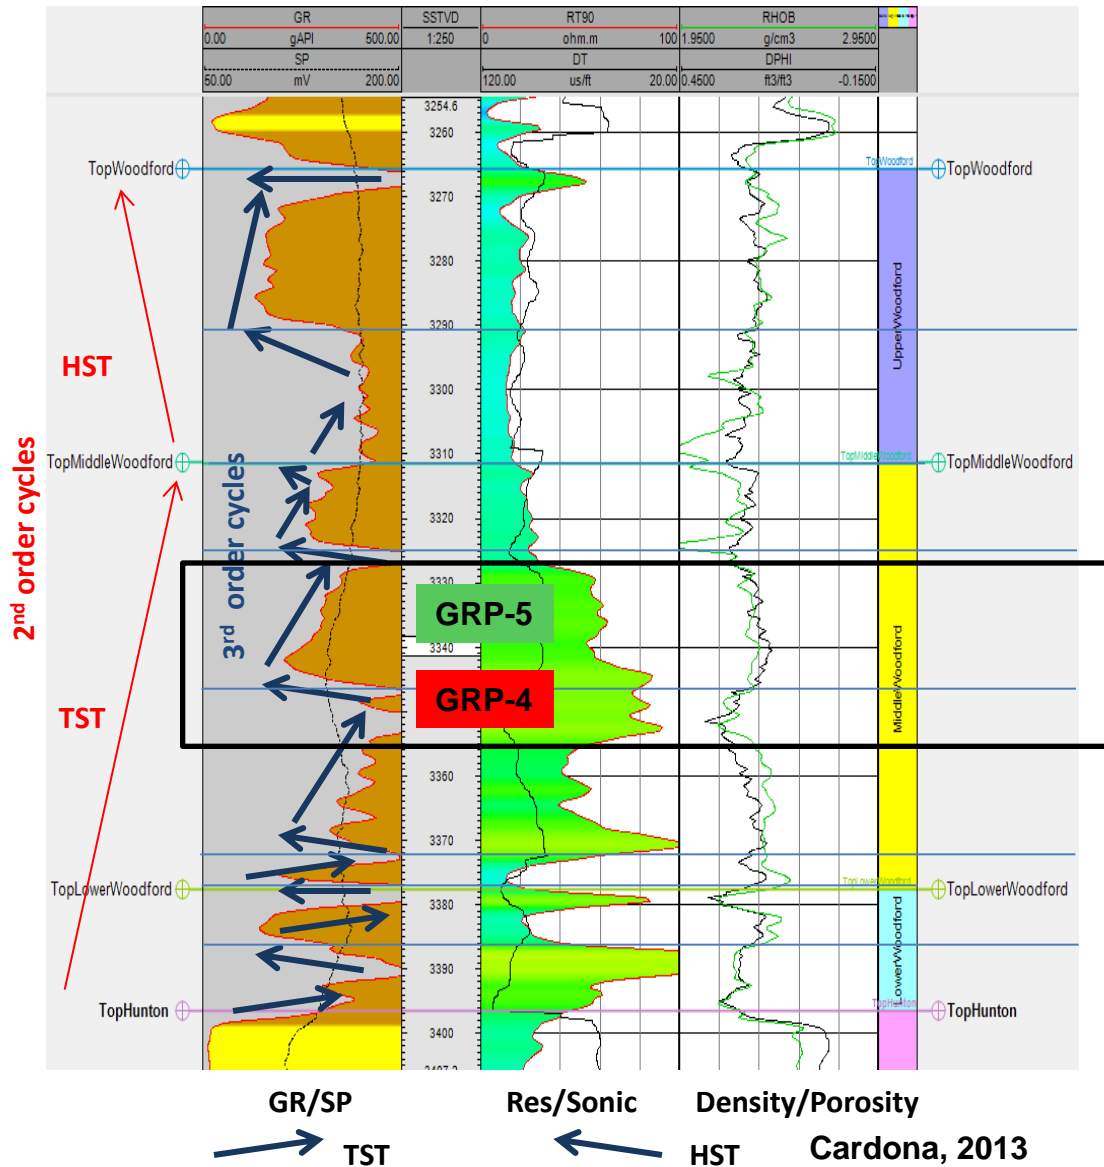 GR SSTVD RT90 RHOB
0.00 gAPI 500.00 1:250 0 ohm.m 100 1.9500 g/cm3 2.9500
SP DT DPHI
50.00 mV 200.00 120.00 us/ft 20.00 0.4500 ft3/ft3 -0.1500
3254.6
3260
TopWoodford TopWoodford TopWoodford
3270
3280
3290
HST
3300
UpperWoodford
3310
TopMiddleWoodford TopMiddleWoodford TopMiddleWoodford
2nd order cycles
3rd order cycles
3320
3330
GRP-5
3340
GRP-4
TST
MiddleWoodford
3360
3370
TopLowerWoodford TopLowerWoodford TopLowerWoodford
3380
3390
LowerWoodford
TopHunton TopHunton TopHunton
3400
GR/SP Res/Sonic Density/Porosity
TST HST Cardona, 2013